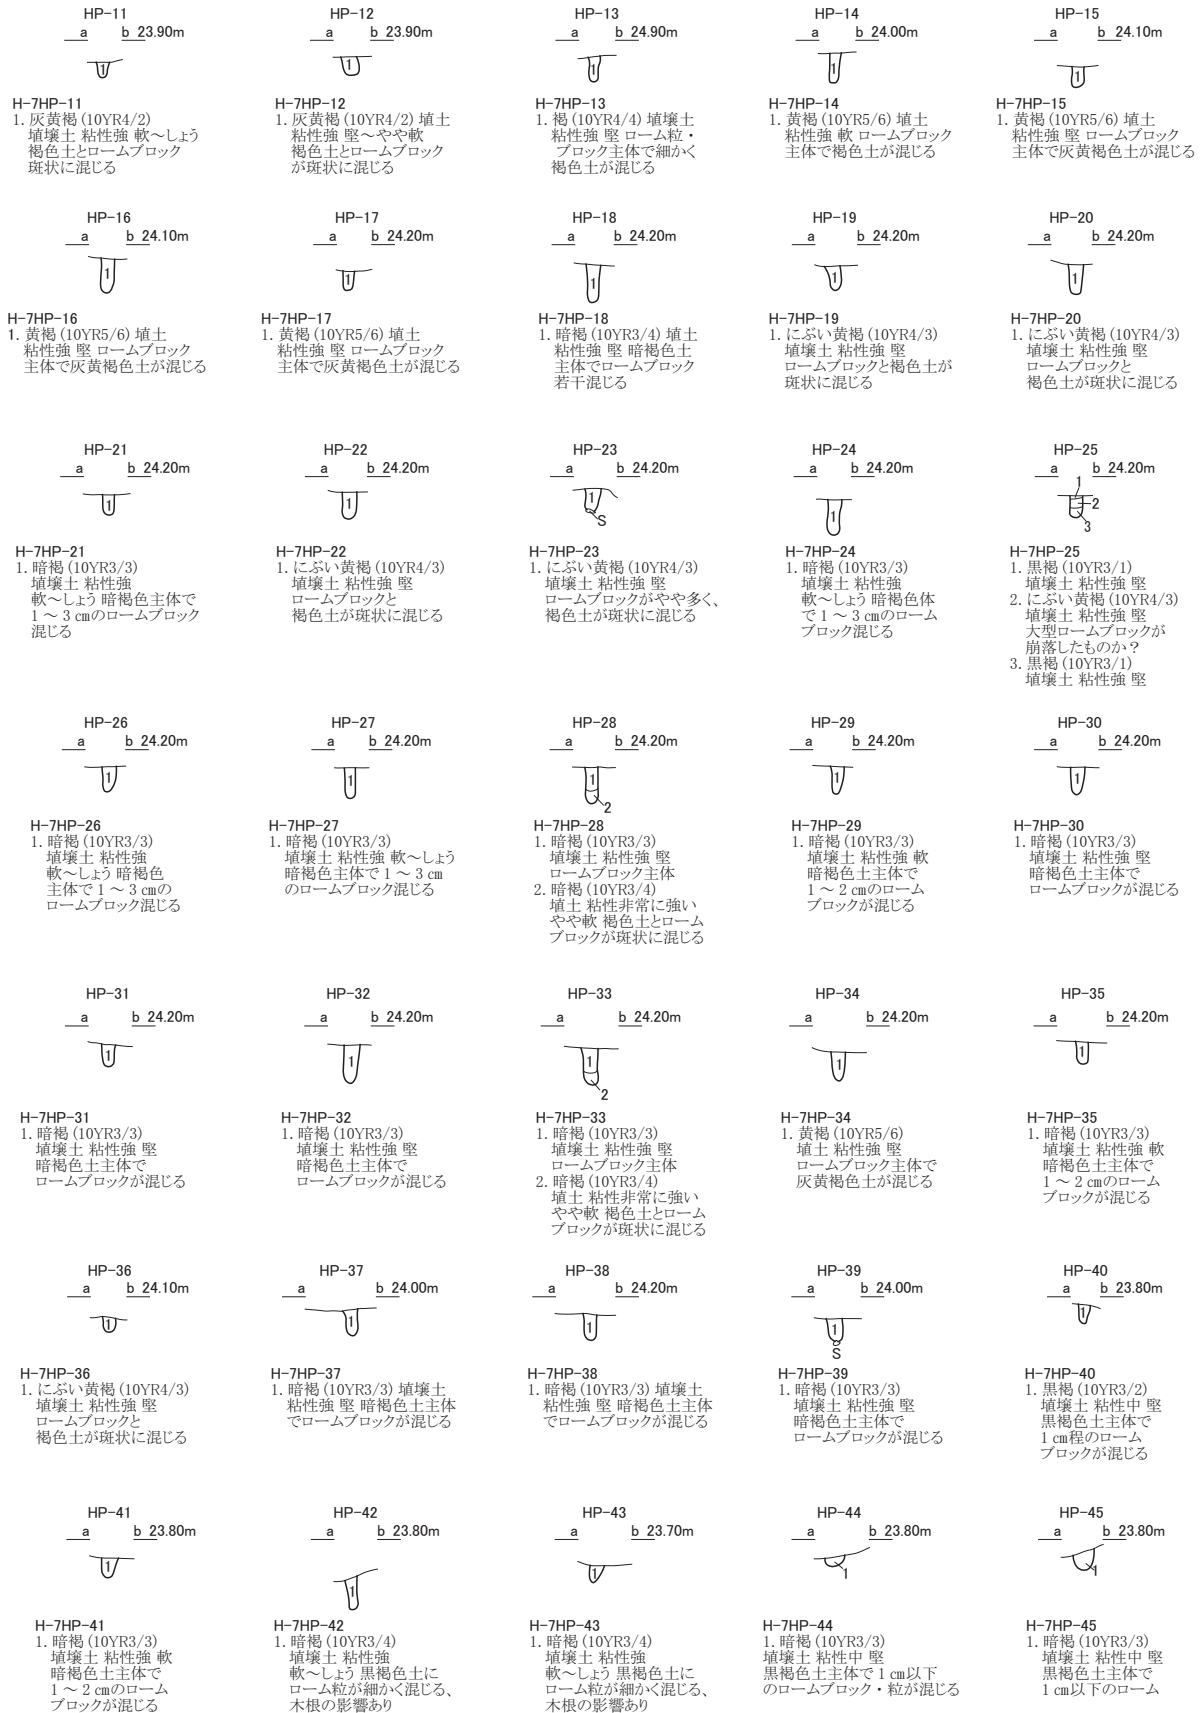 HP-11
a b 23.90m
1
H-7HP-11
1. 灰黄褐 (10YR4/2)
埴壌土 粘性強 軟～しょう
褐色土とロームブロック
斑状に混じる
HP-12
a b 23.90m
1
H-7HP-12
1. 灰黄褐 (10YR4/2) 埴土
粘性強 堅～やや軟
褐色土とロームブロック
が斑状に混じる
HP-13
a b 24.90m
1
H-7HP-13
1. 褐 (10YR4/4) 埴壌土
粘性強 堅 ローム粒・
ブロック主体で細かく
褐色土が混じる
HP-14
a b 24.00m
1
H-7HP-14
1. 黄褐 (10YR5/6) 埴土
粘性強 軟 ロームブロック
主体で褐色土が混じる
HP-15
a b 24.10m
1
H-7HP-15
1. 黄褐 (10YR5/6) 埴土
粘性強 堅 ロームブロック
主体で灰黄褐色土が混じる
HP-16
a b 24.10m
1
H-7HP-16
1. 黄褐 (10YR5/6) 埴土
粘性強 堅 ロームブロック
主体で灰黄褐色土が混じる
HP-17
a b 24.20m
1
H-7HP-17
1. 黄褐 (10YR5/6) 埴土
粘性強 堅 ロームブロック
主体で灰黄褐色土が混じる
HP-18
a b 24.20m
1
H-7HP-18
1. 暗褐 (10YR3/4) 埴土
粘性強 堅 暗褐色土
主体でロームブロック
若干混じる
HP-19
a b 24.20m
1
H-7HP-19
1. にぶい黄褐 (10YR4/3)
埴壌土 粘性強 堅
ロームブロックと褐色土が
斑状に混じる
HP-20
a b 24.20m
1
H-7HP-20
1. にぶい黄褐 (10YR4/3)
埴壌土 粘性強 堅
ロームブロックと
褐色土が斑状に混じる
HP-21
a b 24.20m
1
H-7HP-21
1. 暗褐 (10YR3/3)
埴壌土 粘性強
軟～しょう 暗褐色主体で
1 ～ 3 ㎝のロームブロック
混じる
HP-22
a b 24.20m
1
H-7HP-22
1. にぶい黄褐 (10YR4/3)
埴壌土 粘性強 堅
ロームブロックと
褐色土が斑状に混じる
HP-23
a b 24.20m
1
S
H-7HP-23
1. にぶい黄褐 (10YR4/3)
埴壌土 粘性強 堅
ロームブロックがやや多く、
褐色土が斑状に混じる
HP-24
a b 24.20m
1
H-7HP-24
1. 暗褐 (10YR3/3)
埴壌土 粘性強
軟～しょう 暗褐色体
で 1 ～ 3 ㎝のローム
ブロック混じる
HP-25
a b 24.20m
1
2
3
H-7HP-25
1. 黒褐 (10YR3/1)
埴壌土 粘性強 堅
2. にぶい黄褐 (10YR4/3)
埴壌土 粘性強 堅
大型ロームブロックが
崩落したものか？
3. 黒褐 (10YR3/1)
埴壌土 粘性強 堅
HP-26
a b 24.20m
1
H-7HP-26
1. 暗褐 (10YR3/3)
埴壌土 粘性強
軟～しょう 暗褐色
主体で 1 ～ 3 ㎝の
ロームブロック混じる
HP-27
a b 24.20m
1
H-7HP-27
1. 暗褐 (10YR3/3)
埴壌土 粘性強 軟～しょう
暗褐色主体で 1 ～ 3 ㎝
のロームブロック混じる
HP-28
a b 24.20m
1
2
H-7HP-28
1. 暗褐 (10YR3/3)
埴壌土 粘性強 堅
ロームブロック主体
2. 暗褐 (10YR3/4)
埴土 粘性非常に強い
やや軟 褐色土とローム
ブロックが斑状に混じる
HP-29
a b 24.20m
1
H-7HP-29
1. 暗褐 (10YR3/3)
埴壌土 粘性強 軟
暗褐色土主体で
1 ～ 2 ㎝のローム
ブロックが混じる
HP-30
a b 24.20m
1
H-7HP-30
1. 暗褐 (10YR3/3)
埴壌土 粘性強 堅
暗褐色土主体で
ロームブロックが混じる
HP-31
a b 24.20m
1
H-7HP-31
1. 暗褐 (10YR3/3)
埴壌土 粘性強 堅
暗褐色土主体で
ロームブロックが混じる
HP-32
a b 24.20m
1
H-7HP-32
1. 暗褐 (10YR3/3)
埴壌土 粘性強 堅
暗褐色土主体で
ロームブロックが混じる
HP-33
a b 24.20m
1
2
H-7HP-33
1. 暗褐 (10YR3/3)
埴壌土 粘性強 堅
ロームブロック主体
2. 暗褐 (10YR3/4)
埴土 粘性非常に強い
やや軟 褐色土とローム
ブロックが斑状に混じる
HP-34
a b 24.20m
1
H-7HP-34
1. 黄褐 (10YR5/6)
埴土 粘性強 堅
ロームブロック主体で
灰黄褐色土が混じる
HP-35
a b 24.20m
1
H-7HP-35
1. 暗褐 (10YR3/3)
埴壌土 粘性強 軟
暗褐色土主体で
1 ～ 2 ㎝のローム
ブロックが混じる
HP-36
a b 24.10m
1
H-7HP-36
1. にぶい黄褐 (10YR4/3)
埴壌土 粘性強 堅
ロームブロックと
褐色土が斑状に混じる
HP-37
a b 24.00m
1
H-7HP-37
1. 暗褐 (10YR3/3) 埴壌土
粘性強 堅 暗褐色土主体
でロームブロックが混じる
HP-38
a b 24.20m
1
H-7HP-38
1. 暗褐 (10YR3/3) 埴壌土
粘性強 堅 暗褐色土主体
でロームブロックが混じる
HP-39
a b 24.00m
1
S
H-7HP-39
1. 暗褐 (10YR3/3)
埴壌土 粘性強 堅
暗褐色土主体で
ロームブロックが混じる
HP-40
a b 23.80m
1
H-7HP-40
1. 黒褐 (10YR3/2)
埴壌土 粘性中 堅
黒褐色土主体で
1 ㎝程のローム
ブロックが混じる
HP-41
a b 23.80m
1
H-7HP-41
1. 暗褐 (10YR3/3)
埴壌土 粘性強 軟
暗褐色土主体で
1 ～ 2 ㎝のローム
ブロックが混じる
HP-42
a b 23.80m
1
H-7HP-42
1. 暗褐 (10YR3/4)
埴壌土 粘性強
軟～しょう 黒褐色土に
ローム粒が細かく混じる、
木根の影響あり
HP-43
a b 23.70m
1
H-7HP-43
1. 暗褐 (10YR3/4)
埴壌土 粘性強
軟～しょう 黒褐色土に
ローム粒が細かく混じる、
木根の影響あり
HP-44
a b 23.80m
1
H-7HP-44
1. 暗褐 (10YR3/3)
埴壌土 粘性中 堅
黒褐色土主体で 1 ㎝以下
のロームブロック・粒が混じる
HP-45
a b 23.80m
1
H-7HP-45
1. 暗褐 (10YR3/3)
埴壌土 粘性中 堅
黒褐色土主体で
1 ㎝以下のローム